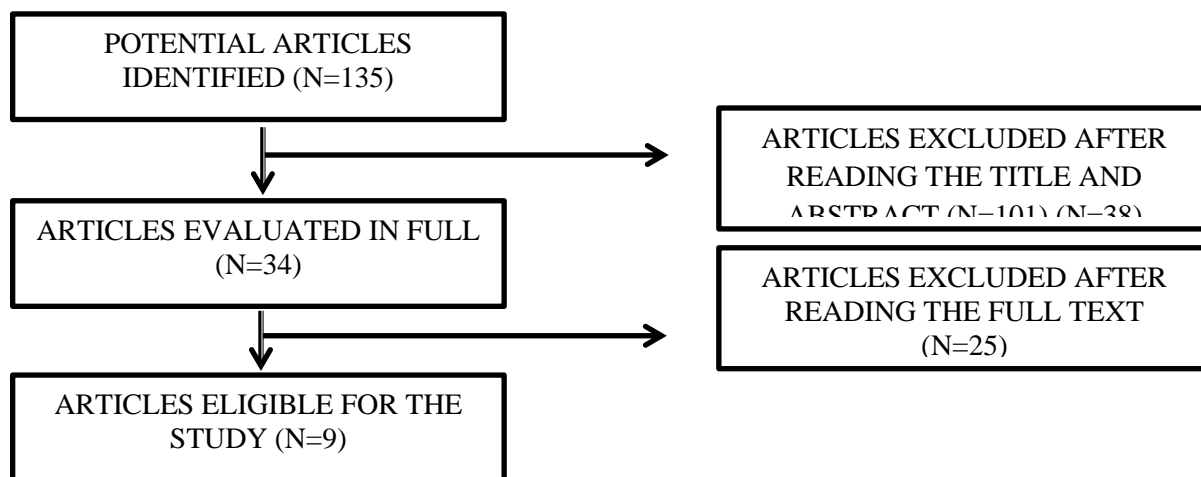 POTENTIAL ARTICLES
IDENTIFIED (N=135)
ARTICLES EXCLUDED AFTER
READING THE TITLE AND
ABSTRACT (N=101) (N=38)
ARTICLES EVALUATED IN FULL
(N=34)
ARTICLES EXCLUDED AFTER
READING THE FULL TEXT
(N=25)
ARTICLES ELIGIBLE FOR THE
STUDY (N=9)